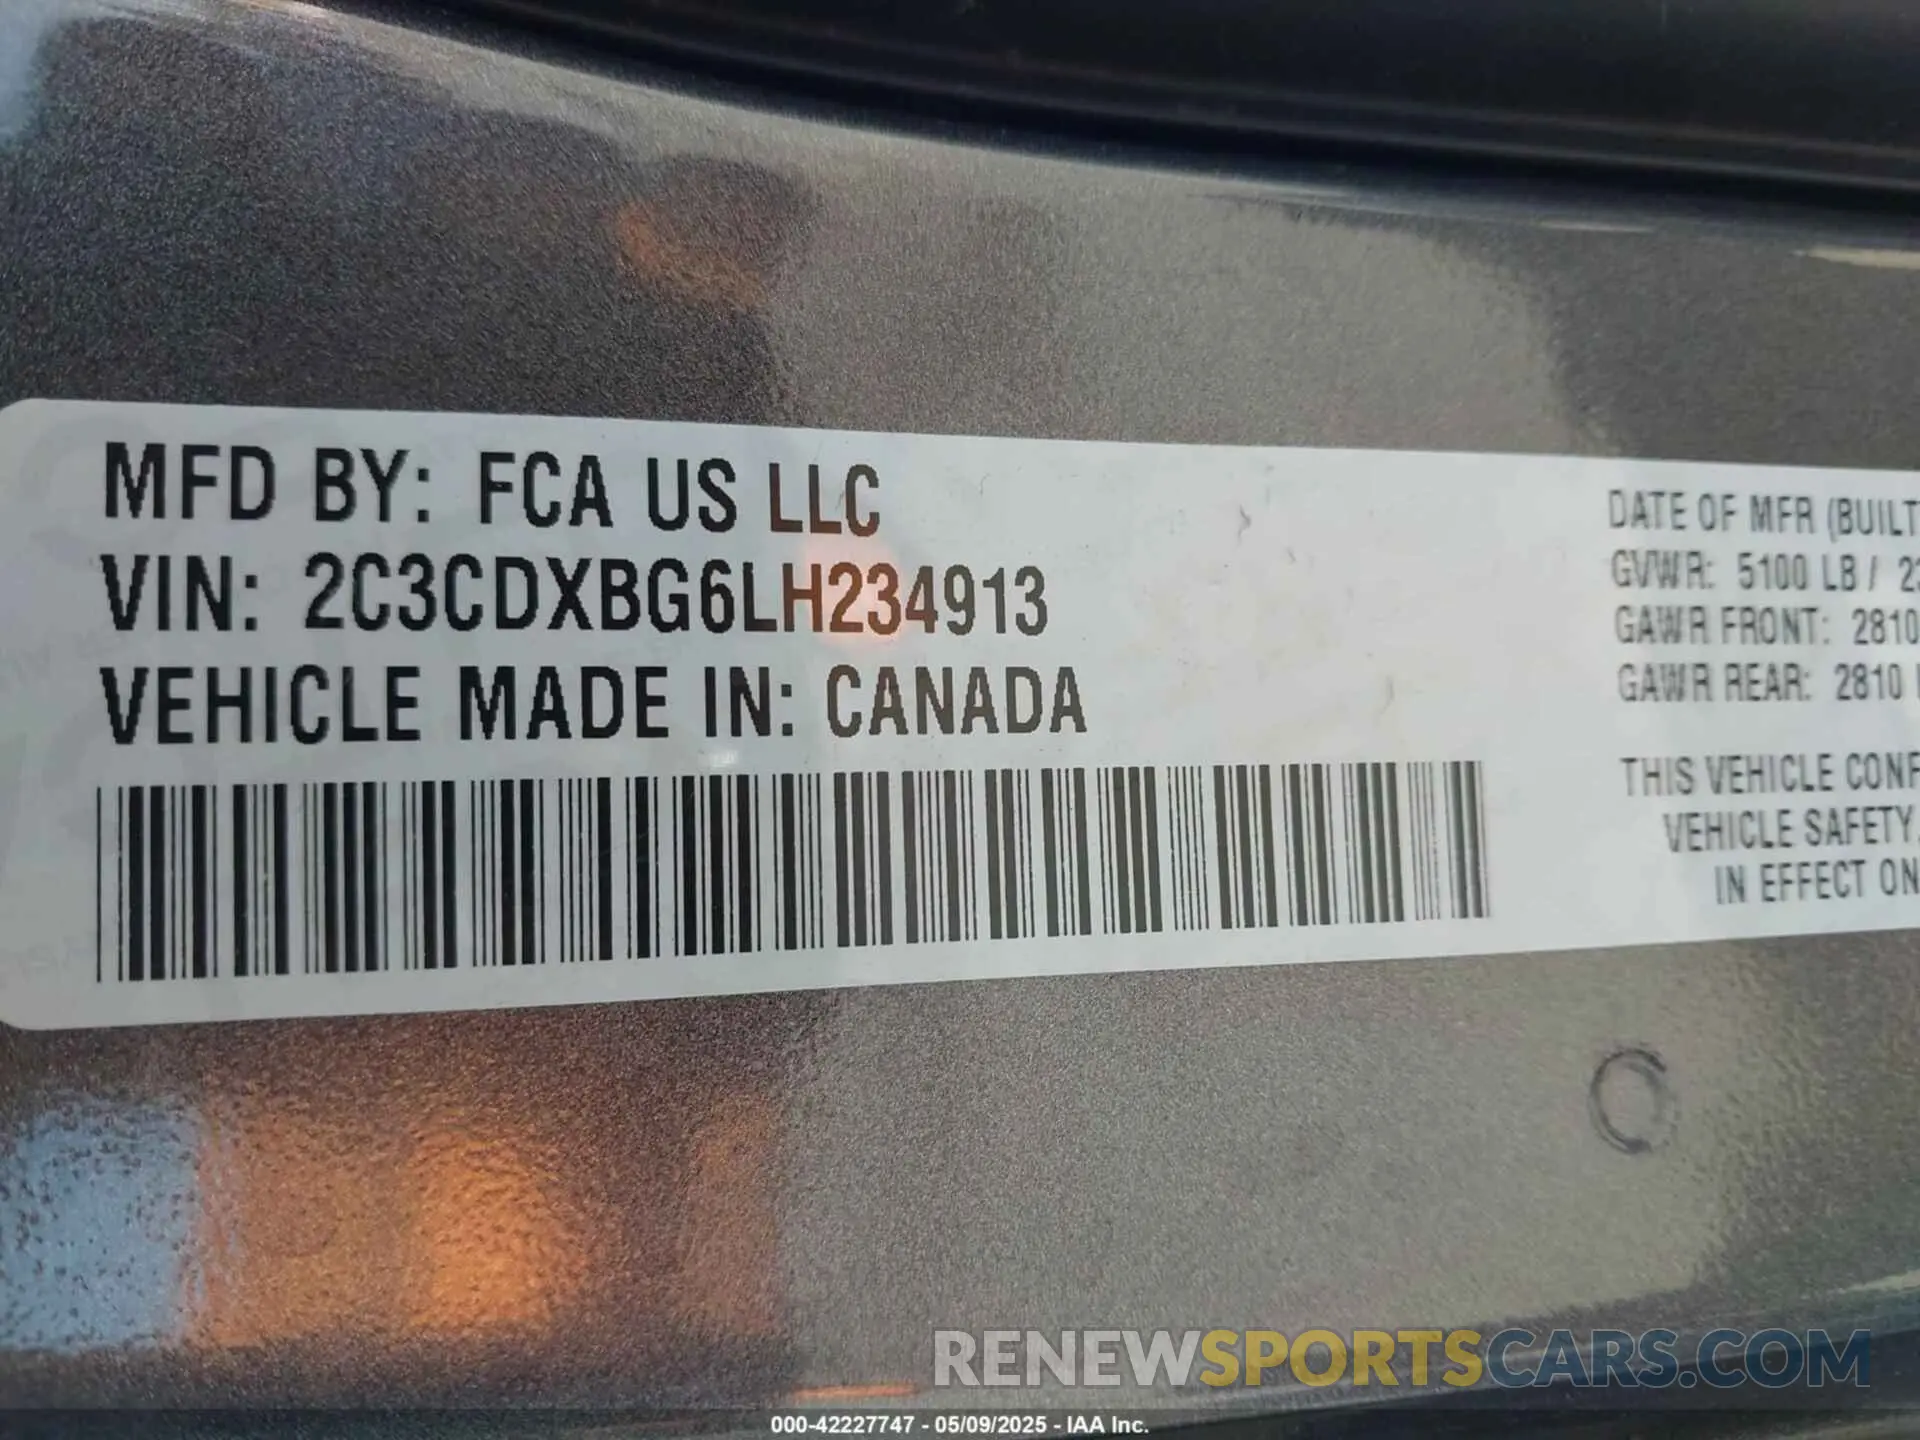 MFD BY: FCA US LLC
VIN: 2C3CDXBG6LH234913
VEHICLE MADE IN: CANADA
DATE OF MFR (BUILT
GVWR: 5100 LB /
GAWR FRONT: 2810
GAWR REAR: 2810
THIS VEHICLE CONF
VEHICLE SAFETY,
IN EFFECT ON
RENEWSPORTSCARS.COM
000-42227747 - 05/09/2025 - IAA Inc.